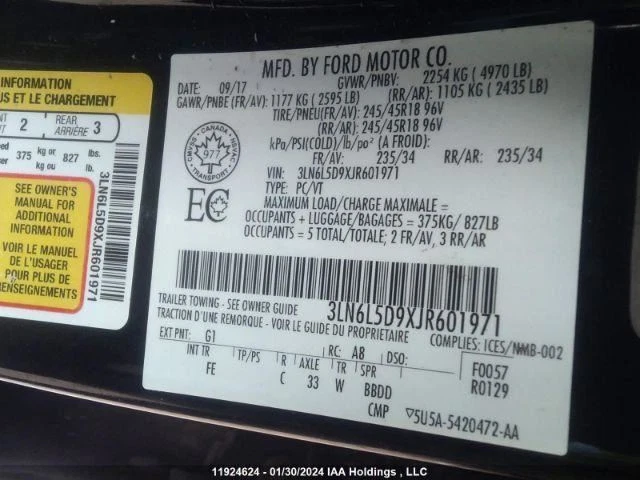 INFORMATION
US ET LE CHARGEMENT
NT 2 REAR ARRIÈRE 3
375 kg or kg ou 827 lbs. lb.
SEE OWNER'S
MANUAL FOR
ADDITIONAL
INFORMATION
VOIR LE MANUEL
DE L'USAGER
POUR PLUS DE
RENSEIGNEMENTS
3LN6L5D9XJR601971
MFD. BY FORD MOTOR CO.
DATE: 09/17 GVWR/PNBV: 2254 KG ( 4970 LB)
GAWR/PNBE (FR/AV): 1177 KG ( 2595 LB) (RR/AR): 1105 KG ( 2435 LB)
TIRE/PNEU(FR/AV): 245/45R18 96V
(RR/AR): 245/45R18 96V
kPa/PSI(COLD)/lb/po² (A FROID):
FR/AV: 235/34 RR/AR: 235/34
CANADA
CMVSS NSVAC
977
TRANSPORT
EC
VIN: 3LN6L5D9XJR601971
TYPE: PC/VT
MAXIMUM LOAD/CHARGE MAXIMALE =
OCCUPANTS + LUGGAGE/BAGAGES = 375KG/ 827LB
OCCUPANTS = 5 TOTAL/TOTALE; 2 FR/AV, 3 RR/AR
3LN6L5D9XJR601971
TRAILER TOWING - SEE OWNER GUIDE
TRACTION D'UNE REMORQUE - VOIR LE GUIDE DU PROPRIETAIRE
COMPLIES: ICES/NMB-002
EXT PNT: G1 RC: A8 DSO: F0057
INT TR TP/PS R AXLE TR SPR R0129
FE C 33 W BBDD
CMP 5U5A-5420472-AA
11924624 - 01/30/2024 IAA Holdings , LLC